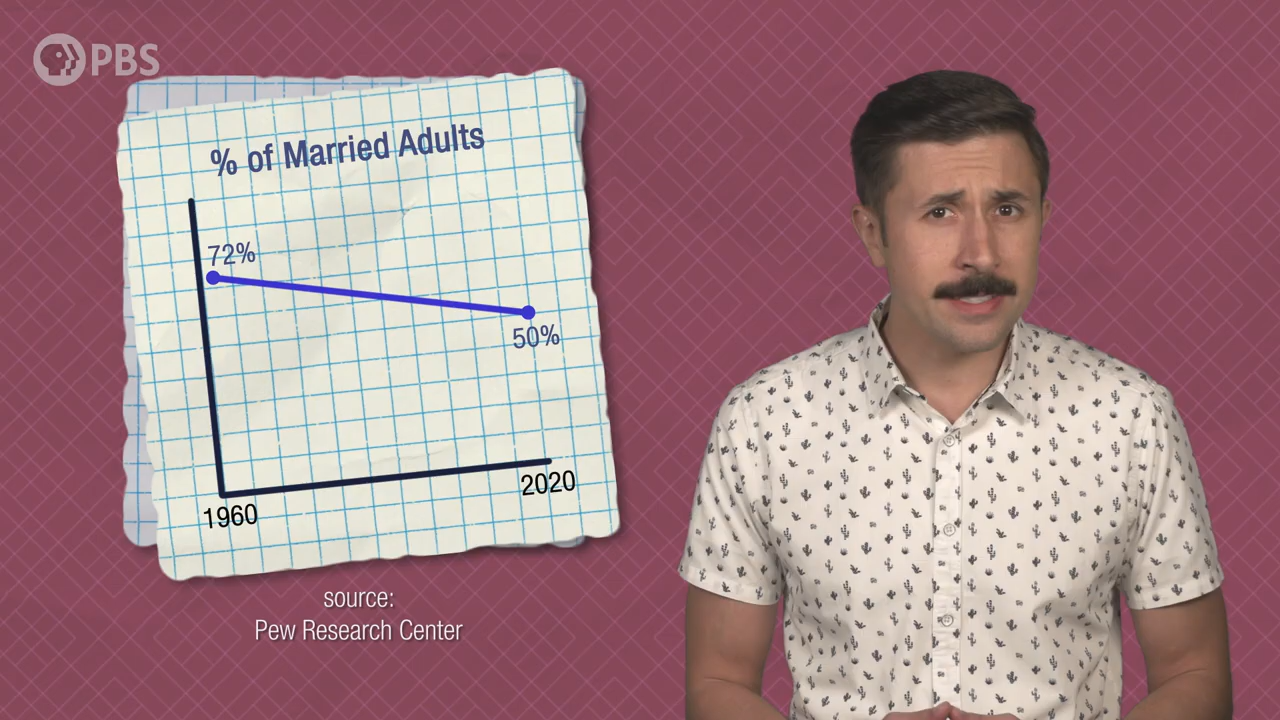 PBS
% of Married Adults
72%
50%
1960
2020
source:
Pew Research Center